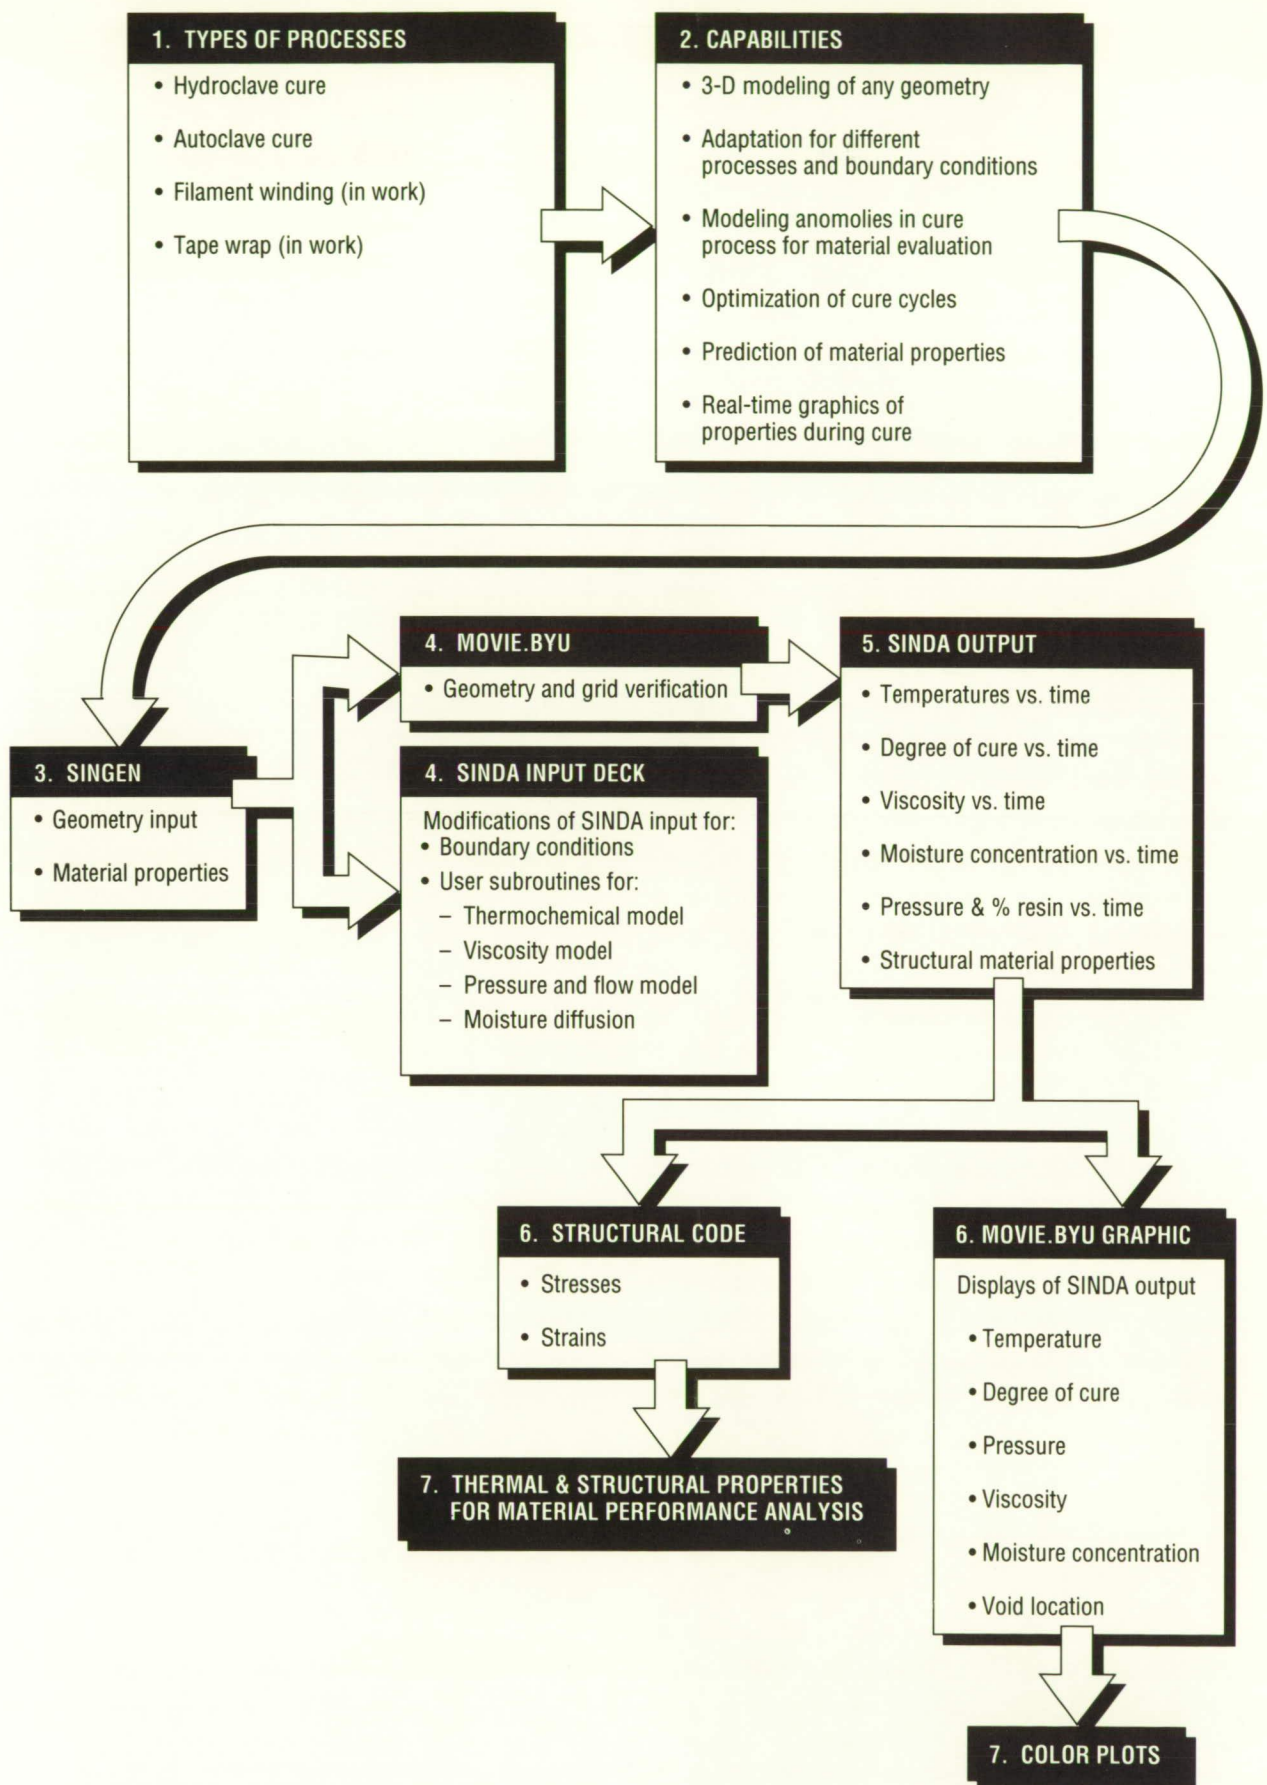 1. TYPES OF PROCESSES
• Hydroclave cure
• Autoclave cure
• Filament winding (in work)
• Tape wrap (in work)
2. CAPABILITIES
• 3-D modeling of any geometry
• Adaptation for different
processes and boundary conditions
• Modeling anomolies in cure
process for material evaluation
• Optimization of cure cycles
• Prediction of material properties
• Real-time graphics of
properties during cure
3. SINGEN
• Geometry input
• Material properties
4. MOVIE.BYU
• Geometry and grid verification
4. SINDA INPUT DECK
Modifications of SINDA input for:
• Boundary conditions
• User subroutines for:
– Thermochemical model
– Viscosity model
– Pressure and flow model
– Moisture diffusion
5. SINDA OUTPUT
• Temperatures vs. time
• Degree of cure vs. time
• Viscosity vs. time
• Moisture concentration vs. time
• Pressure & % resin vs. time
• Structural material properties
6. STRUCTURAL CODE
• Stresses
• Strains
6. MOVIE.BYU GRAPHIC
Displays of SINDA output
• Temperature
• Degree of cure
• Pressure
• Viscosity
• Moisture concentration
• Void location
7. THERMAL & STRUCTURAL PROPERTIES
FOR MATERIAL PERFORMANCE ANALYSIS
7. COLOR PLOTS